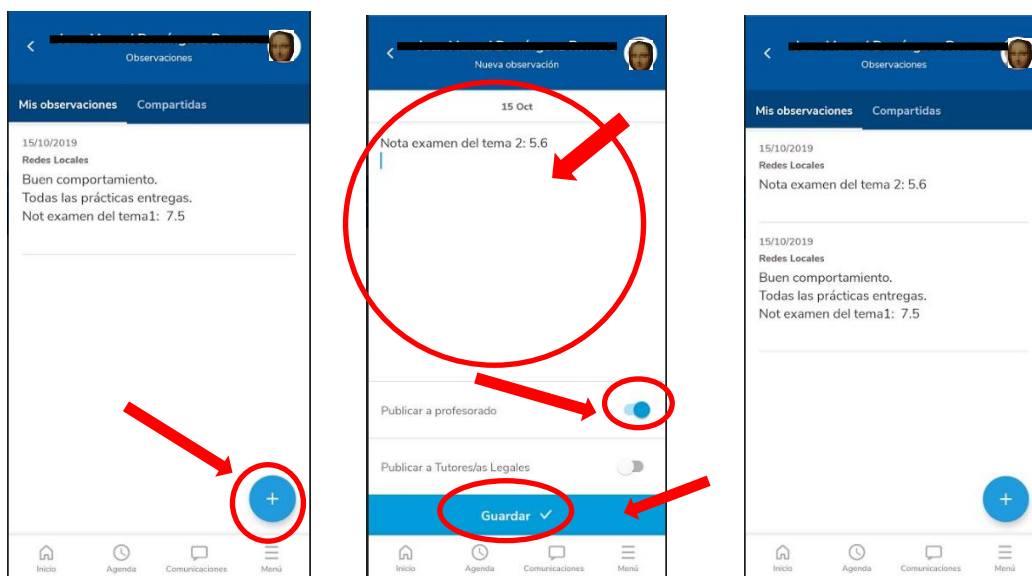 Observaciones
Mis observaciones Compartidas
15/10/2019
Redes Locales
Buen comportamiento.
Todas las prácticas entregas.
Not examen del tema1: 7.5
+
Inicio Agenda Comunicaciones Menú
Nueva observación
15 Oct
Nota examen del tema 2: 5.6
Publicar a profesorado
Publicar a Tutores/as Legales
Guardar ✓
Inicio Agenda Comunicaciones Menú
Observaciones
Mis observaciones Compartidas
15/10/2019
Redes Locales
Nota examen del tema 2: 5.6
15/10/2019
Redes Locales
Buen comportamiento.
Todas las prácticas entregas.
Not examen del tema1: 7.5
+
Inicio Agenda Comunicaciones Menú